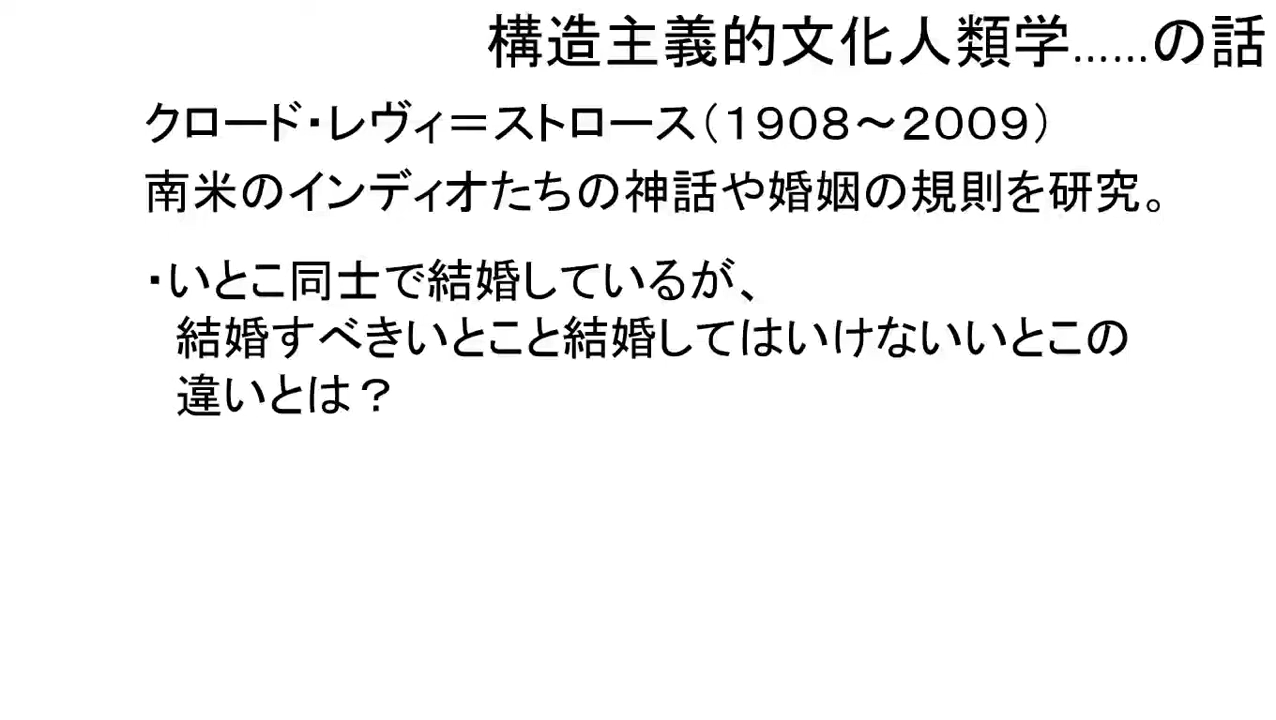 構造主義的文化人類学……の話
クロード・レヴィ＝ストロース（１９０８～２００９）
南米のインディオたちの神話や婚姻の規則を研究。
・いとこ同士で結婚しているが、
結婚すべきいとこと結婚してはいけないいとこの
違いとは？